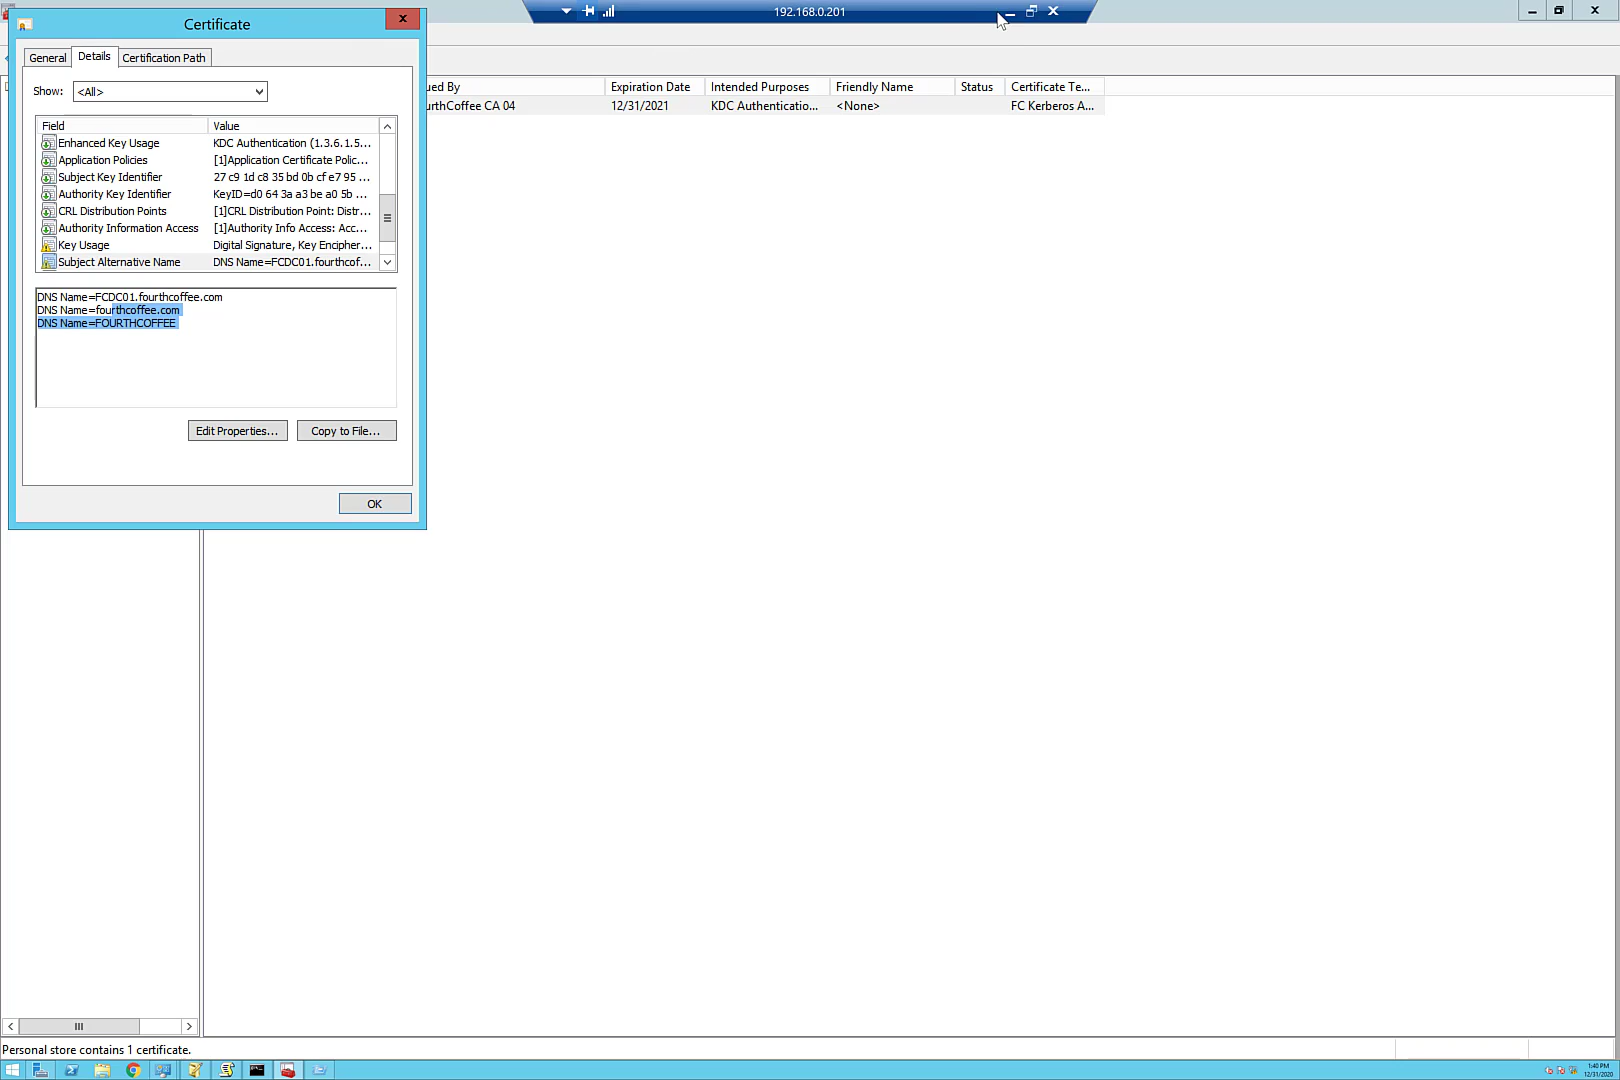 Certificate
192.168.0.201
General
Details
Certification Path
Show:
<All>
ued By
Expiration Date
Intended Purposes
Friendly Name
Status
Certificate Te...
urthCoffee CA 04
12/31/2021
KDC Authenticatio...
<None>
FC Kerberos A...
Field
Value
Enhanced Key Usage
KDC Authentication (1.3.6.1.5...
Application Policies
[1]Application Certificate Polic...
Subject Key Identifier
27 c9 1d c8 35 bd 0b cf e7 95 ...
Authority Key Identifier
KeyID=d0 64 3a a3 be a0 5b ...
CRL Distribution Points
[1]CRL Distribution Point: Distr...
Authority Information Access
[1]Authority Info Access: Acc...
Key Usage
Digital Signature, Key Encipher...
Subject Alternative Name
DNS Name=FCDC01.fourthcof...
DNS Name=FCDC01.fourthcoffee.com
DNS Name=fourthcoffee.com
DNS Name=FOURTHCOFFEE
Edit Properties...
Copy to File...
OK
Personal store contains 1 certificate.
1:40 PM
12/31/2020